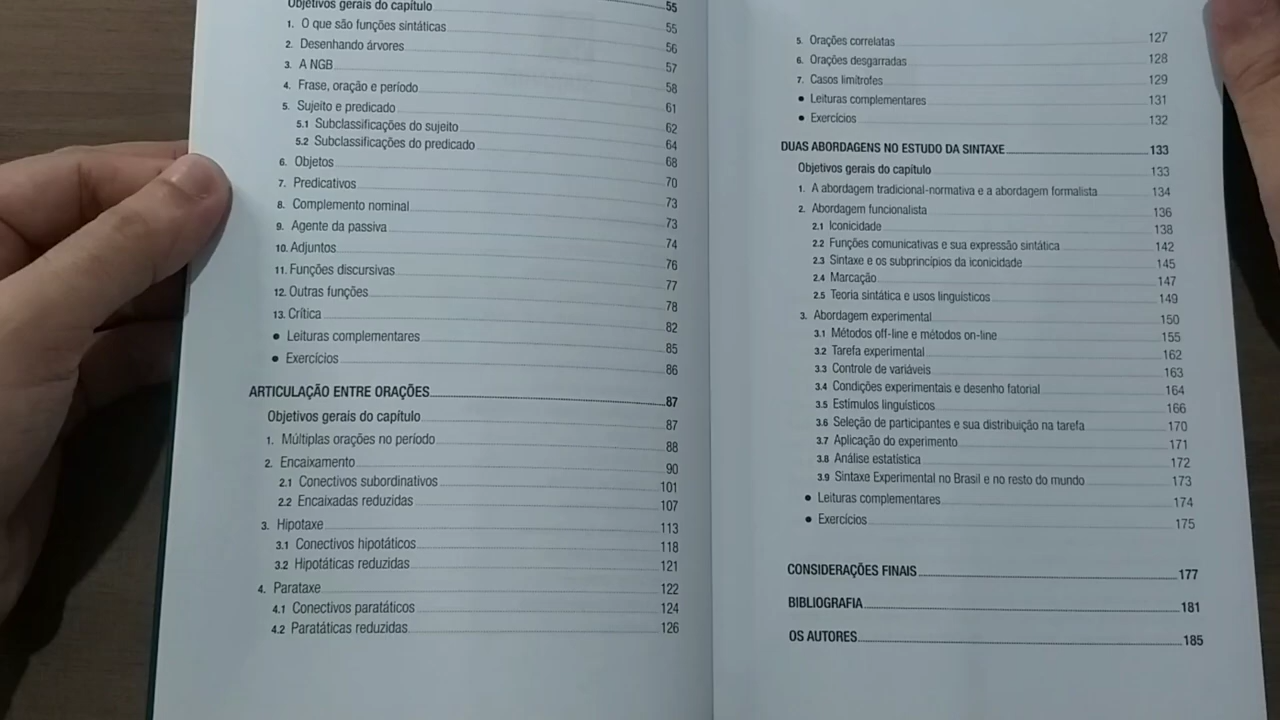 Objetivos gerais do capítulo 55
1. O que são funções sintáticas 55
2. Desenhando árvores 56
3. A NGB 57
4. Frase, oração e período 58
5. Sujeito e predicado 61
5.1 Subclassificações do sujeito 62
5.2 Subclassificações do predicado 64
6. Objetos 68
7. Predicativos 70
8. Complemento nominal 73
9. Agente da passiva 73
10. Adjuntos 74
11. Funções discursivas 76
12. Outras funções 77
13. Crítica 78
82
• Leituras complementares 85
• Exercícios 86
ARTICULAÇÃO ENTRE ORAÇÕES 87
Objetivos gerais do capítulo 87
1. Múltiplas orações no período 88
2. Encaixamento 90
2.1 Conectivos subordinativos 101
2.2 Encaixadas reduzidas 107
3. Hipotaxe 113
3.1 Conectivos hipotáticos 118
3.2 Hipotáticas reduzidas 121
4. Parataxe 122
4.1 Conectivos paratáticos 124
4.2 Paratáticas reduzidas 126
5. Orações correlatas 127
6. Orações desgarradas 128
7. Casos limítrofes 129
• Leituras complementares 131
• Exercícios 132
DUAS ABORDAGENS NO ESTUDO DA SINTAXE 133
Objetivos gerais do capítulo 133
1. A abordagem tradicional-normativa e a abordagem formalista 134
2. Abordagem funcionalista 136
2.1 Iconicidade 138
2.2 Funções comunicativas e sua expressão sintática 142
2.3 Sintaxe e os subprincípios da iconicidade 145
2.4 Marcação 147
2.5 Teoria sintática e usos linguísticos 149
3. Abordagem experimental 150
3.1 Métodos off-line e métodos on-line 155
3.2 Tarefa experimental 162
3.3 Controle de variáveis 163
3.4 Condições experimentais e desenho fatorial 164
3.5 Estímulos linguísticos 166
3.6 Seleção de participantes e sua distribuição na tarefa 170
3.7 Aplicação do experimento 171
3.8 Análise estatística 172
3.9 Sintaxe Experimental no Brasil e no resto do mundo 173
• Leituras complementares 174
• Exercícios 175
CONSIDERAÇÕES FINAIS 177
BIBLIOGRAFIA 181
OS AUTORES 185